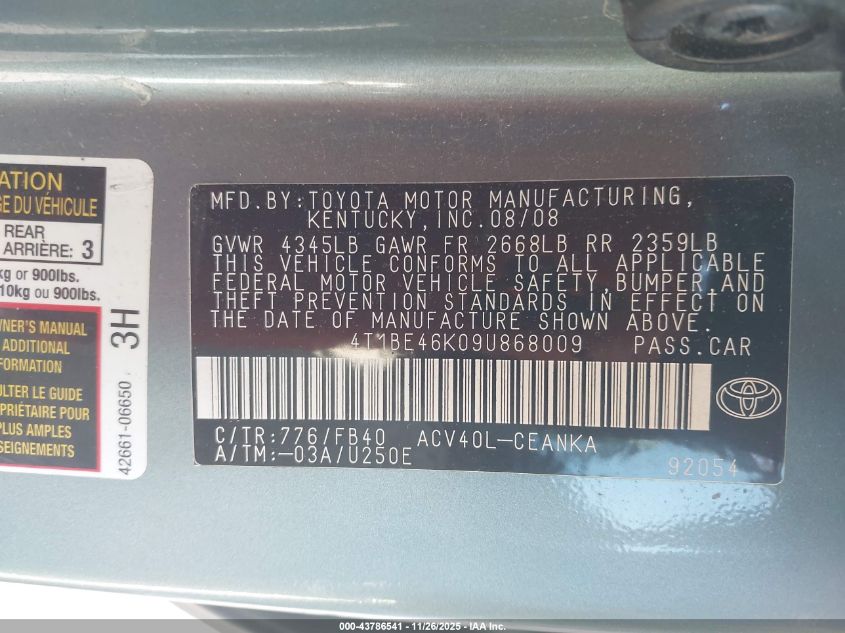 ATION
GE DU VÉHICULE
REAR
ARRIÈRE: 3
kg or 900lbs.
10kg ou 900lbs.
WNER'S MANUAL
ADDITIONAL
KATION
ULTER LE GUIDE
PRIÉTAIRE POUR
PLUS AMPLES
SEIGNEMENTS
3H
42661-06650
MFD.BY:TOYOTA MOTOR MANUFACTURING,
KENTUCKY,INC.08/08
GVWR 4345LB GAWR FR 2668LB RR 2359LB
THIS VEHICLE CONFORMS TO ALL APPLICABLE
FEDERAL MOTOR VEHICLE SAFETY,BUMPER,AND
THEFT PREVENTION STANDARDS IN EFFECT ON
THE DATE OF MANUFACTURE SHOWN ABOVE.
4T1BE46K09U868009 PASS.CAR
C/TR:776/FB40 ACV40L-CEANKA
A/TM:-03A/U250E
92054
000-43786541 - 11/26/2025 - IAA Inc.